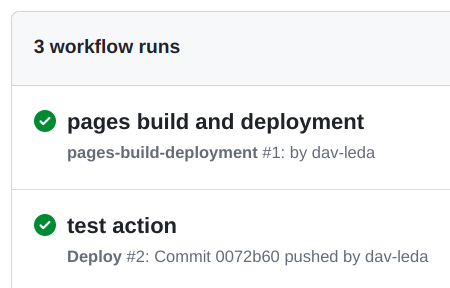 3 workflow runs
pages build and deployment
pages-build-deployment #1: by dav-leda
test action
Deploy #2: Commit 0072b60 pushed by dav-leda